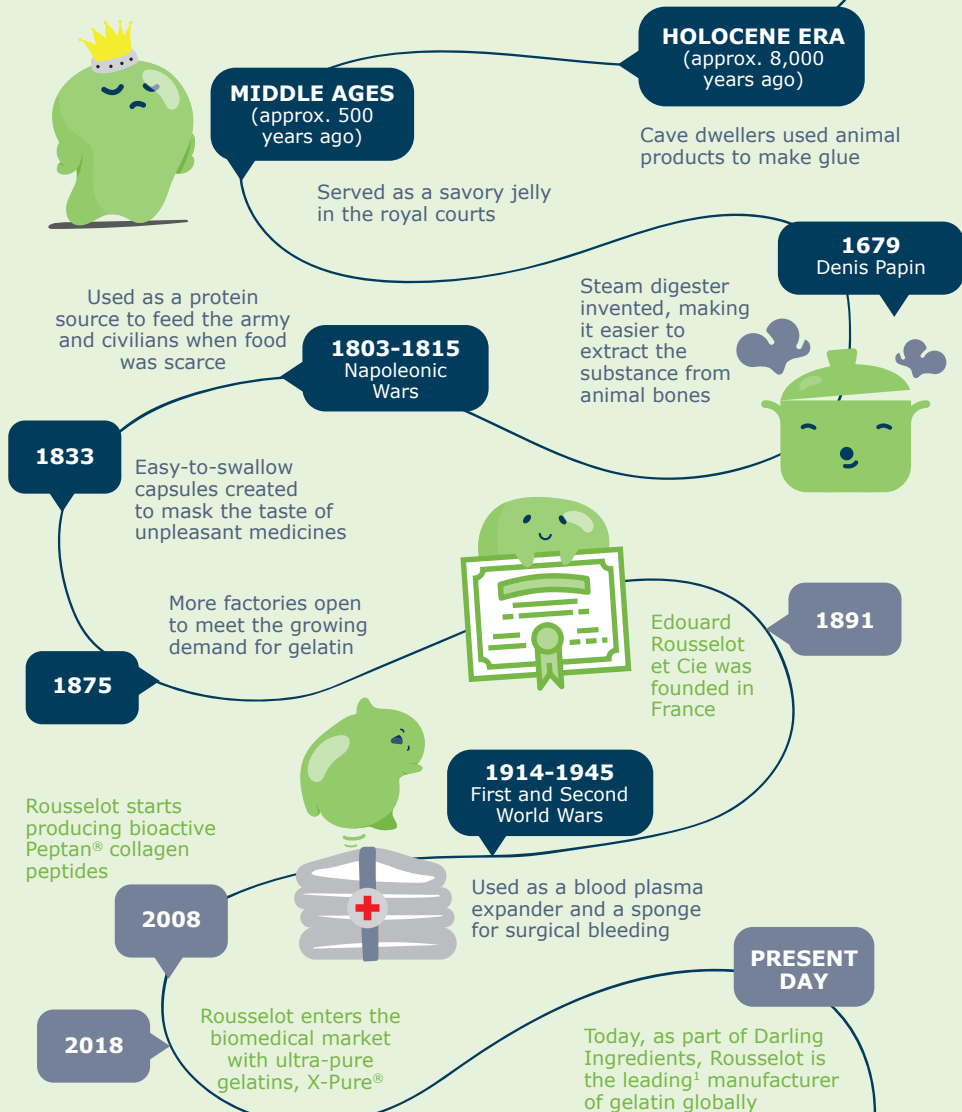 HOLOCENE ERA
(approx. 8,000
years ago)
Cave dwellers used animal
products to make glue
MIDDLE AGES
(approx. 500
years ago)
Served as a savory jelly
in the royal courts
1679
Denis Papin
Steam digester
invented, making
it easier to
extract the
substance from
animal bones
1803-1815
Napoleonic
Wars
Used as a protein
source to feed the army
and civilians when food
was scarce
1833
Easy-to-swallow
capsules created
to mask the taste of
unpleasant medicines
1875
More factories open
to meet the growing
demand for gelatin
1891
Edouard
Rousselot
et Cie was
founded in
France
1914-1945
First and Second
World Wars
Used as a blood plasma
expander and a sponge
for surgical bleeding
2008
Rousselot starts
producing bioactive
Peptan® collagen
peptides
2018
Rousselot enters the
biomedical market
with ultra-pure
gelatins, X-Pure®
PRESENT
DAY
Today, as part of Darling
Ingredients, Rousselot is
the leading¹ manufacturer
of gelatin globally